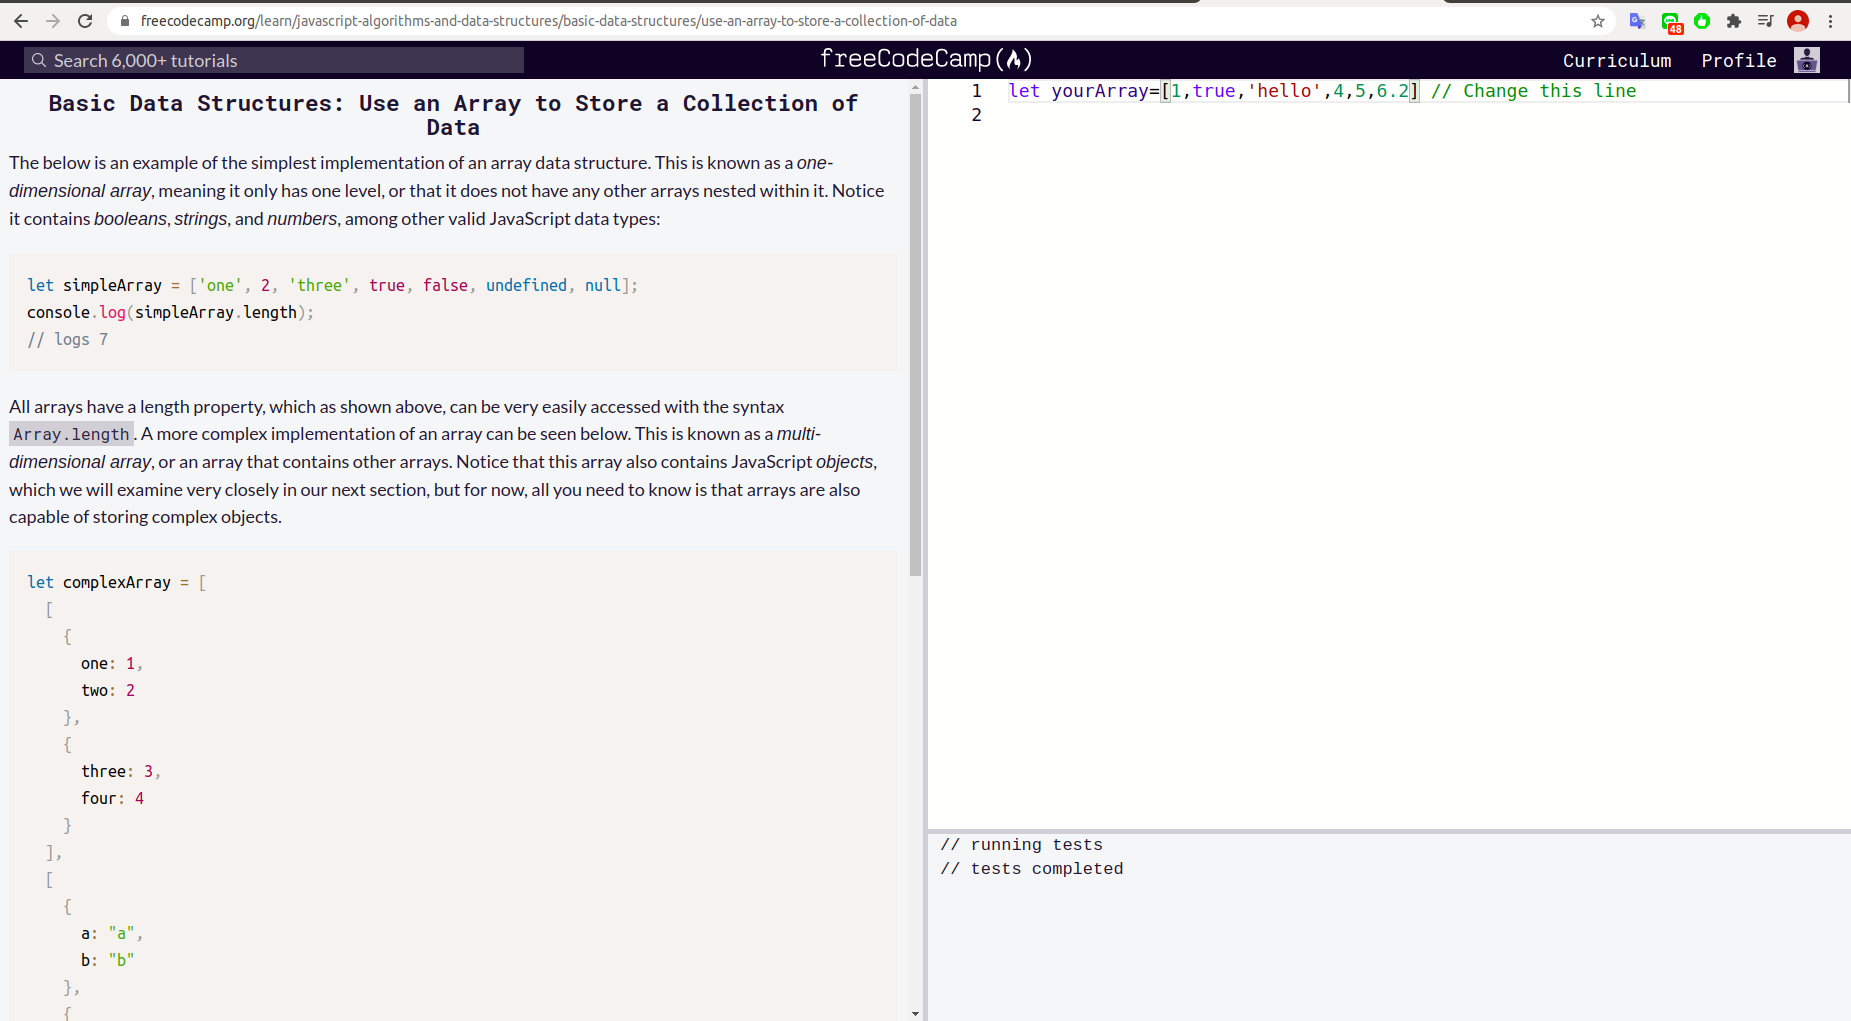 freecodecamp.org/learn/javascript-algorithms-and-data-structures/basic-data-structures/use-an-array-to-store-a-collection-of-data
48
Search 6,000+ tutorials
freeCodeCamp
Curriculum
Profile
Basic Data Structures: Use an Array to Store a Collection of
Data
The below is an example of the simplest implementation of an array data structure. This is known as a one-
dimensional array, meaning it only has one level, or that it does not have any other arrays nested within it. Notice
it contains booleans, strings, and numbers, among other valid JavaScript data types:
let simpleArray = ['one', 2, 'three', true, false, undefined, null];
console.log(simpleArray.length);
// logs 7
All arrays have a length property, which as shown above, can be very easily accessed with the syntax
Array.length. A more complex implementation of an array can be seen below. This is known as a multi-
dimensional array, or an array that contains other arrays. Notice that this array also contains JavaScript objects,
which we will examine very closely in our next section, but for now, all you need to know is that arrays are also
capable of storing complex objects.
let complexArray = [
[
{
one: 1,
two: 2
},
{
three: 3,
four: 4
}
],
[
{
a: "a",
b: "b"
},
{
1 let yourArray=[1,true,'hello',4,5,6.2] // Change this line
2
// running tests
// tests completed